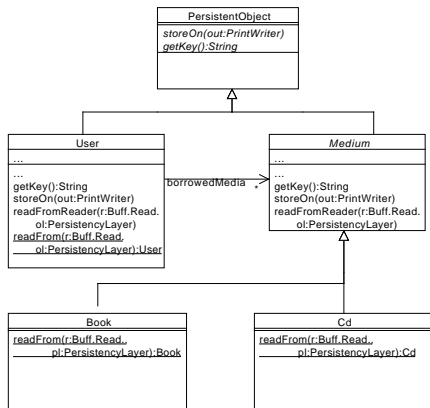 PersistentObject
storeOn(out:PrintWriter)
getKey():String
User
...
...
getKey():String
storeOn(out:PrintWriter)
readFromReader(r:Buff.Read.
ol:PersistencyLayer)
readFrom(r:Buff.Read.
ol:PersistencyLayer):User
borrowedMedia
*
Medium
...
...
getKey():String
storeOn(out:PrintWriter)
readFromReader(r:Buff.Read.
ol:PersistencyLayer)
Book
readFrom(r:Buff.Read..
pl:PersistencyLayer):Book
Cd
readFrom(r:Buff.Read..
pl:PersistencyLayer):Cd